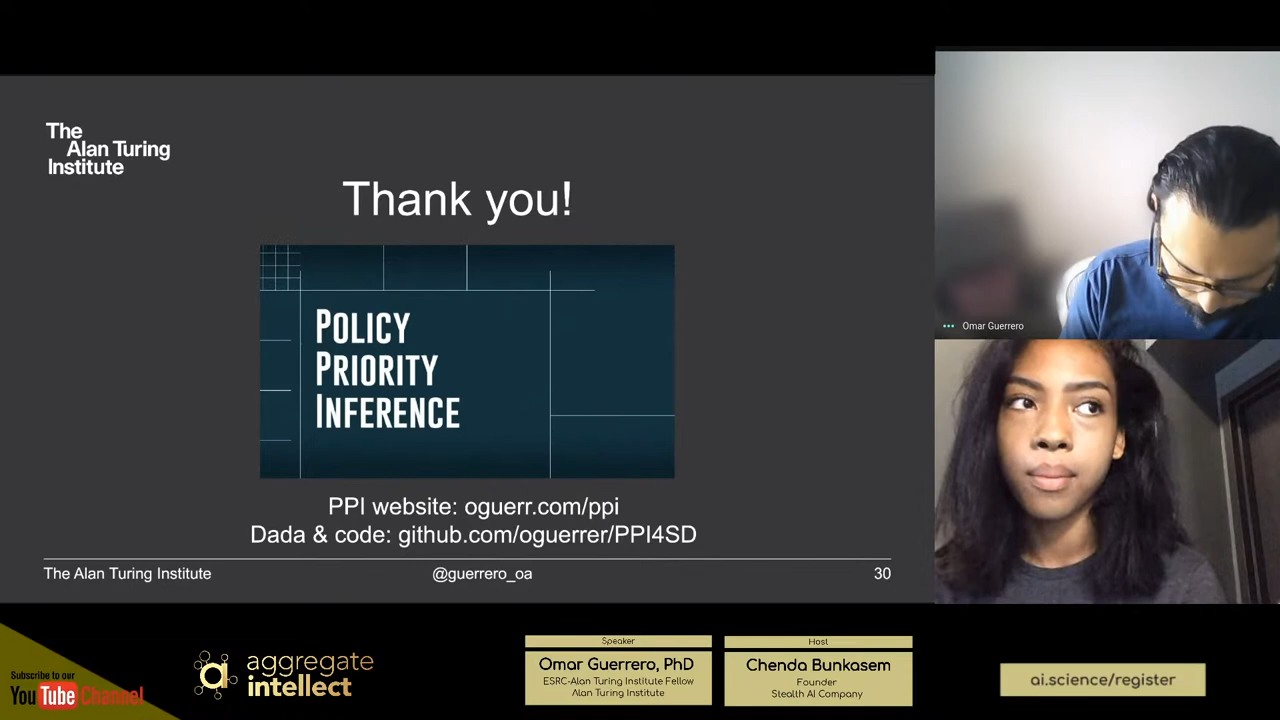 The
Alan Turing
Institute
Thank you!
POLICY
PRIORITY
INFERENCE
PPI website: oguerr.com/ppi
Dada & code: github.com/oguerrer/PPI4SD
The Alan Turing Institute
@guerrero_oa
30
Omar Guerrero
Subscribe to our
YouTube Channel
aggregate
intellect
Speaker
Omar Guerrero, PhD
ESRC-Alan Turing Institute Fellow
Alan Turing Institute
Host
Chenda Bunkasem
Founder
Stealth AI Company
ai.science/register